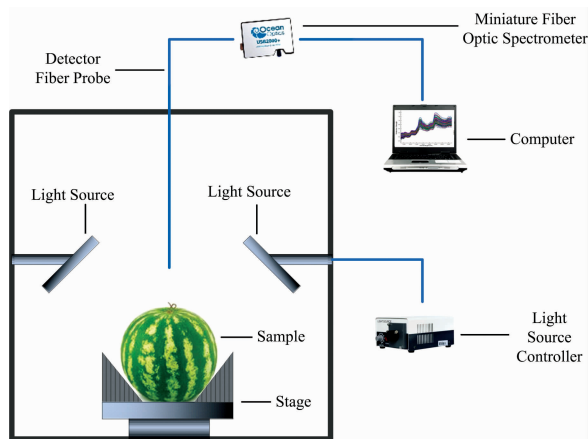 Ocean
Optics
USB2000+
Miniature Fiber
Optic Spectrometer
Detector
Fiber Probe
Computer
Light Source
Light Source
Sample
Light
Source
Controller
Stage